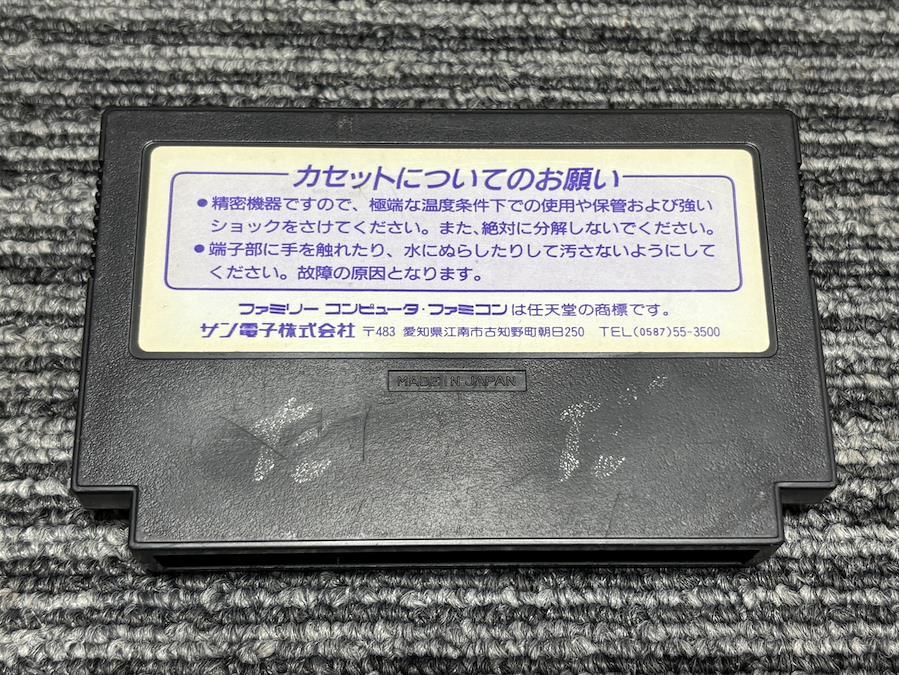 カセットについてのお願い
●精密機器ですので、極端な温度条件下での使用や保管および強い
ショックをさけてください。また、絶対に分解しないでください。
●端子部に手を触れたり、水にぬらしたりして汚さないようにして
ください。故障の原因となります。
ファミリー コンピュータ・ファミコンは任天堂の商標です。
サン電子株式会社 〒483 愛知県江南市古知野町朝日250 TEL(0587)55-3500
MADE IN JAPAN